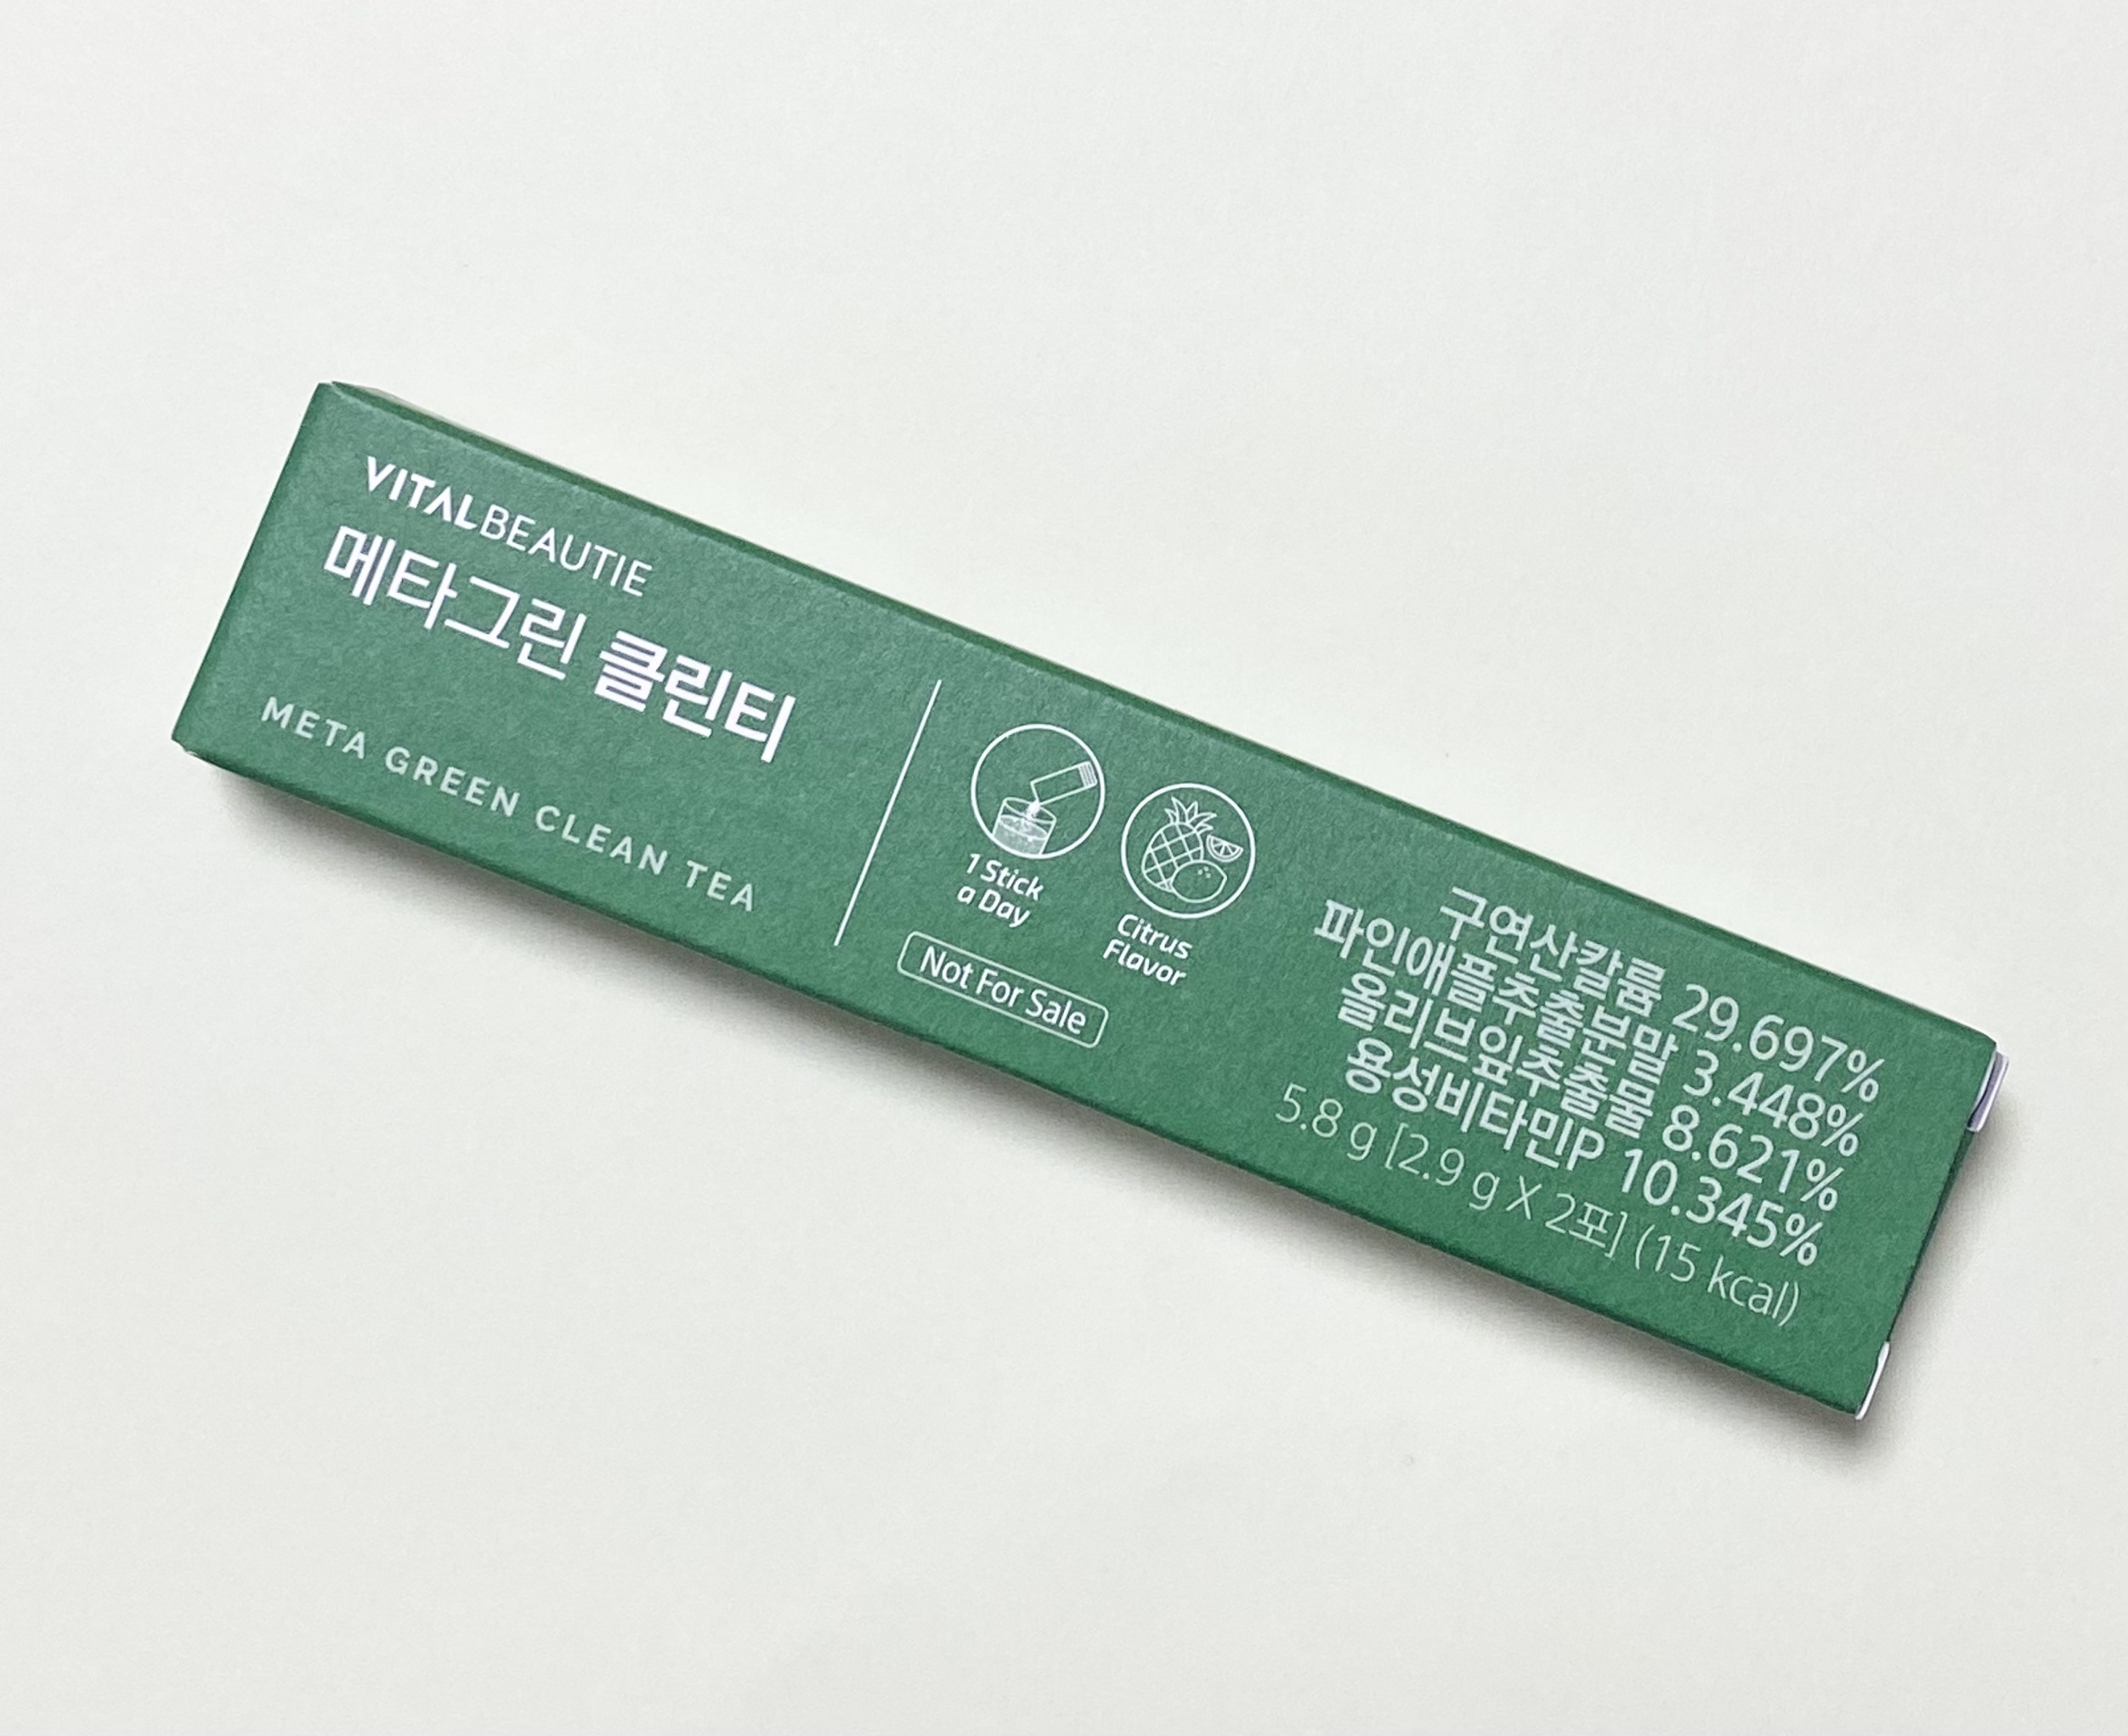 VITALBEAUTIE
메타그린 클린티
META GREEN CLEAN TEA
1 Stick
a Day
Citrus
Flavor
Not For Sale
구연산칼륨 29.697%
파인애플추출분말 3.448%
올리브잎추출물 8.621%
용성비타민P 10.345%
5.8 g [2.9 g X 2포] (15 kcal)